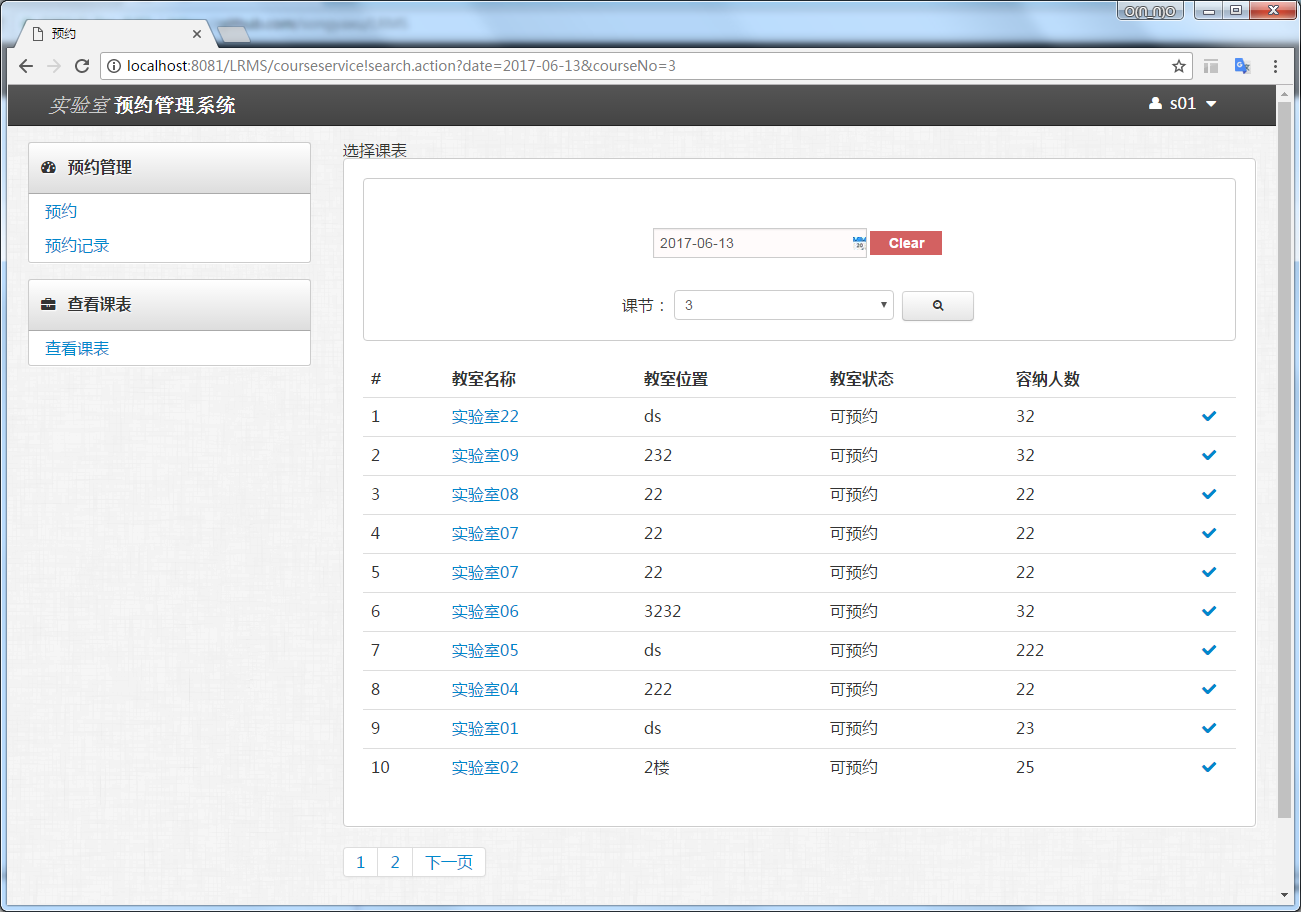 O(∩_∩)O
预约
localhost:8081/LRMS/courseservice!search.action?date=2017-06-13&courseNo=3
实验室 预约管理系统
s01
预约管理
预约
预约记录
查看课表
查看课表
选择课表
2017-06-13 Clear
课节： 3
# 教室名称 教室位置 教室状态 容纳人数
1 实验室22 ds 可预约 32
2 实验室09 232 可预约 32
3 实验室08 22 可预约 22
4 实验室07 22 可预约 22
5 实验室07 22 可预约 22
6 实验室06 3232 可预约 32
7 实验室05 ds 可预约 222
8 实验室04 222 可预约 22
9 实验室01 ds 可预约 23
10 实验室02 2楼 可预约 25
1 2 下一页